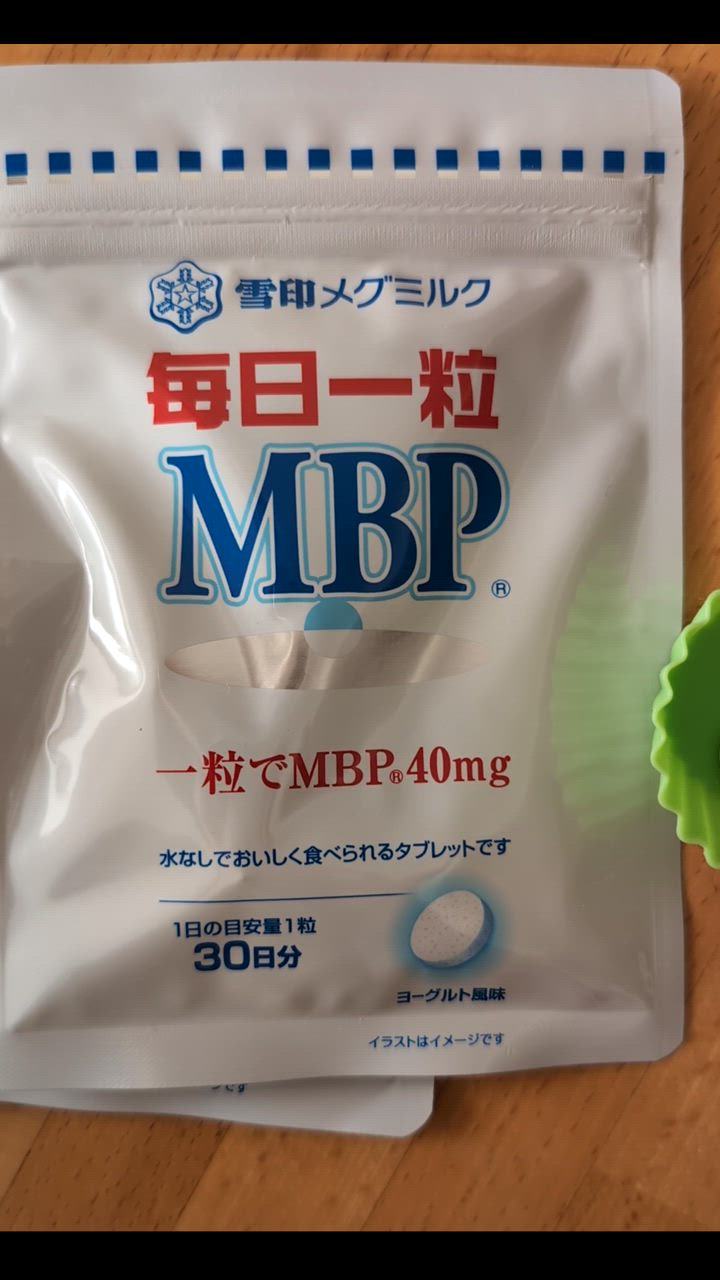 雪印メグミルク
毎日一粒
MBP®
一粒でMBP®40mg
水なしでおいしく食べられるタブレットです
1日の目安量1粒
30日分
ヨーグルト風味
イラストはイメージです
です